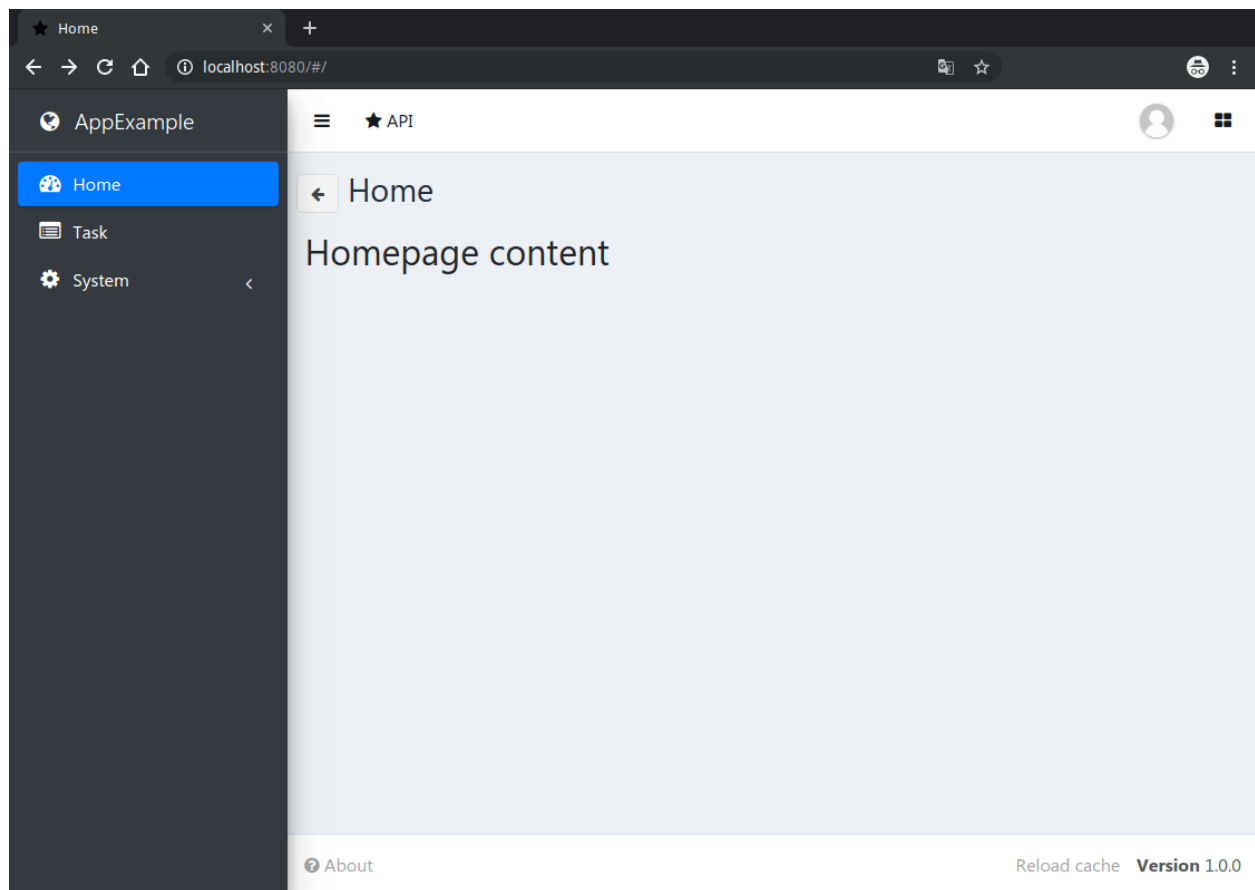 Home
localhost:8080/#/
AppExample
API
Home
Home
Task
Homepage content
System
About
Reload cache Version 1.0.0